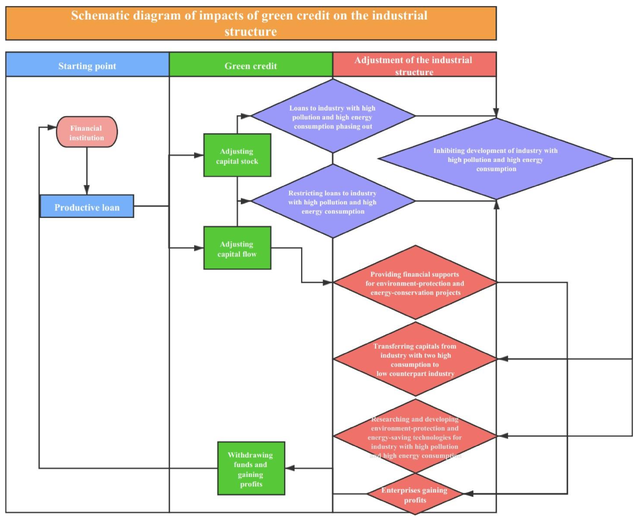 Schematic diagram of impacts of green credit on the industrial
structure
Starting point
Green credit
Adjustment of the industrial
structure
Financial
institution
Productive loan
Adjusting
capital stock
Adjusting
capital flow
Loans to industry with high
pollution and high energy
consumption phasing out
Restricting loans to industry
with high pollution and high
energy consumption
Inhibiting development of industry with
high pollution and high energy
consumption
Providing financial supports
for environment-protection and
energy-conservation projects
Transferring capitals from
industry with two high
consumption to
low counterpart industry
Researching and developing
environment-protection and
energy-saving technologies for
industry with high pollution
and high energy consumption
Withdrawing
funds and
gaining
profits
Enterprises gaining
profits